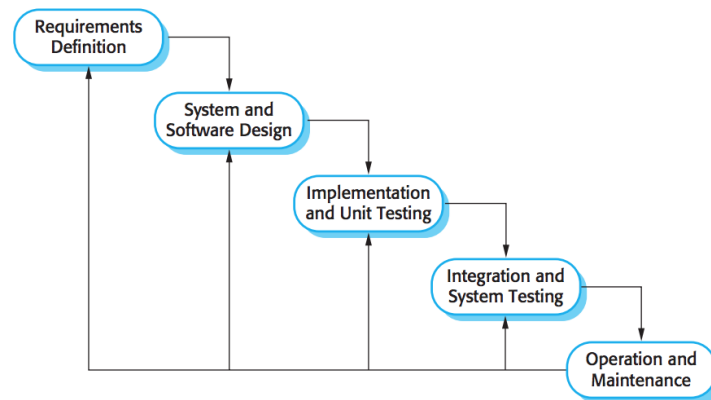 Requirements
Definition
System and
Software Design
Implementation
and Unit Testing
Integration and
System Testing
Operation and
Maintenance